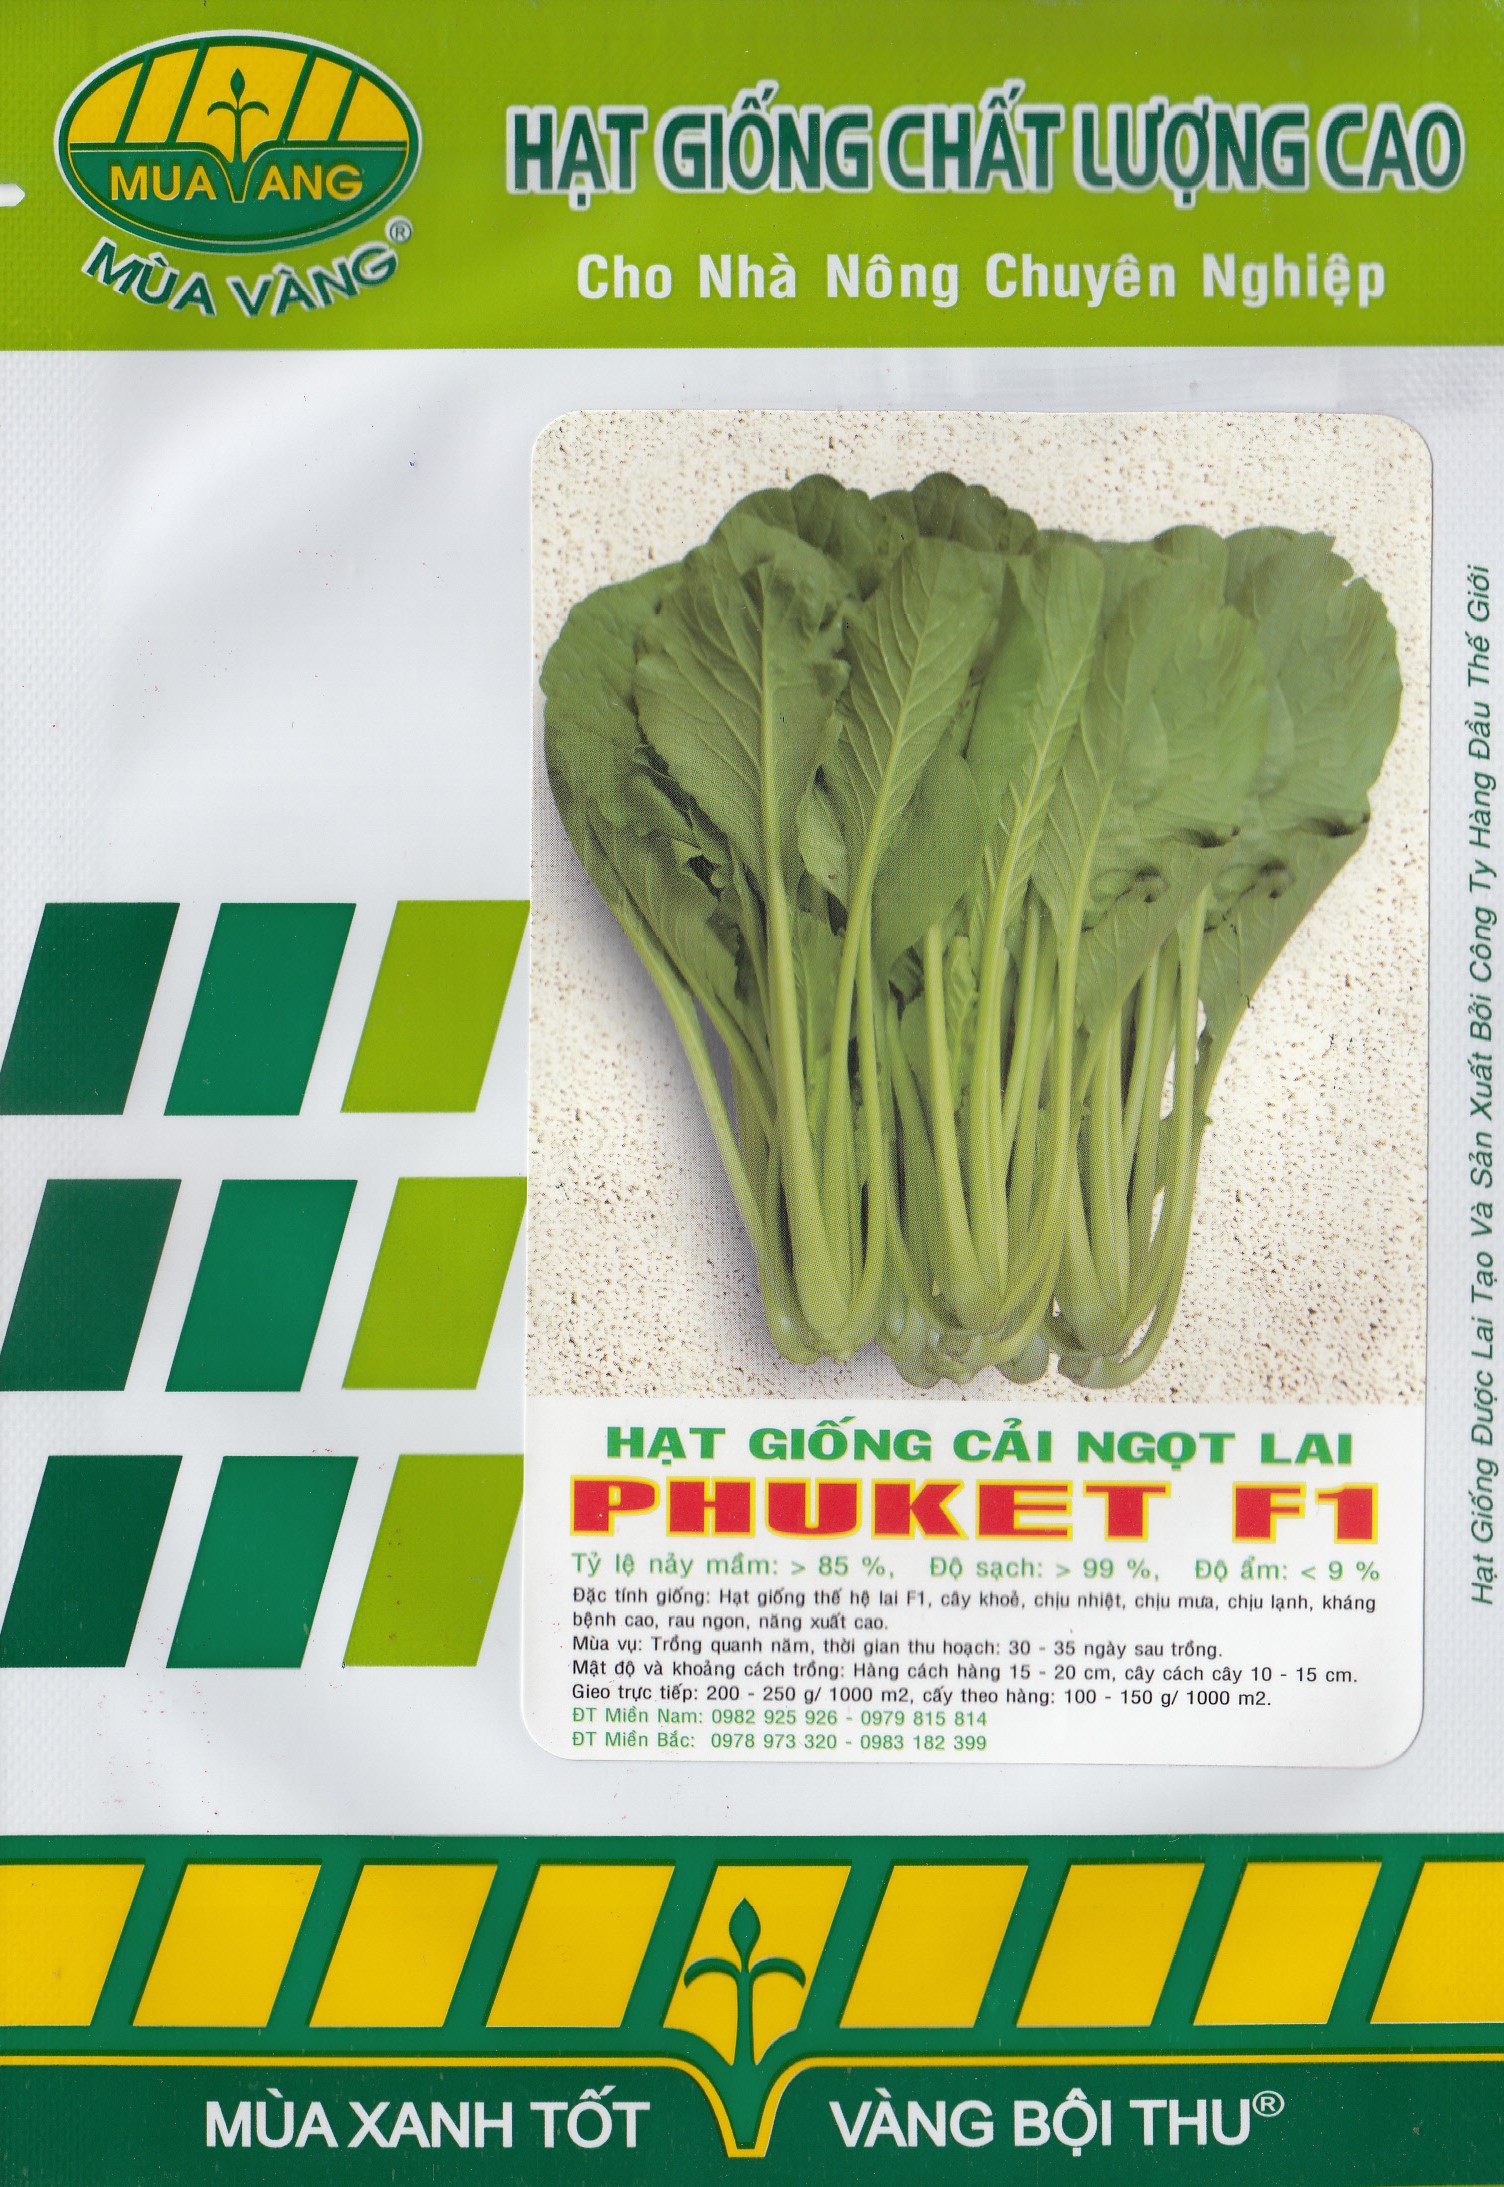 MUA VANG
MÙA VÀNG®
HẠT GIỐNG CHẤT LƯỢNG CAO
Cho Nhà Nông Chuyên Nghiệp
Hạt Giống Được Lai Tạo Và Sản Xuất Bởi Công Ty Hàng Đầu Thế Giới
HẠT GIỐNG CẢI NGỌT LAI
PHUKET F1
Tỷ lệ nảy mầm: > 85 %, Độ sạch: > 99 %, Độ ẩm: < 9 %
Đặc tính giống: Hạt giống thế hệ lai F1, cây khoẻ, chịu nhiệt, chịu mưa, chịu lạnh, kháng
bệnh cao, rau ngon, năng xuất cao.
Mùa vụ: Trồng quanh năm, thời gian thu hoạch: 30 - 35 ngày sau trồng.
Mật độ và khoảng cách trồng: Hàng cách hàng 15 - 20 cm, cây cách cây 10 - 15 cm.
Gieo trực tiếp: 200 - 250 g/ 1000 m2, cấy theo hàng: 100 - 150 g/ 1000 m2.
ĐT Miền Nam: 0982 925 926 - 0979 815 814
ĐT Miền Bắc: 0978 973 320 - 0983 182 399
MÙA XANH TỐT VÀNG BỘI THU®